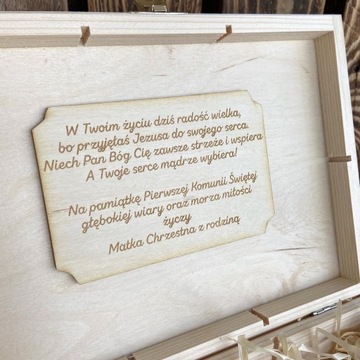 W Twoim życiu dziś radość wielka,
bo przyjęłaś Jezusa do swojego serca.
Niech Pan Bóg Cię zawsze strzeże i wspiera
A Twoje serce mądrze wybiera!
Na pamiątkę Pierwszej Komunii Świętej
głębokiej wiary oraz morza miłości
życzy
Matka Chrzestna z rodziną